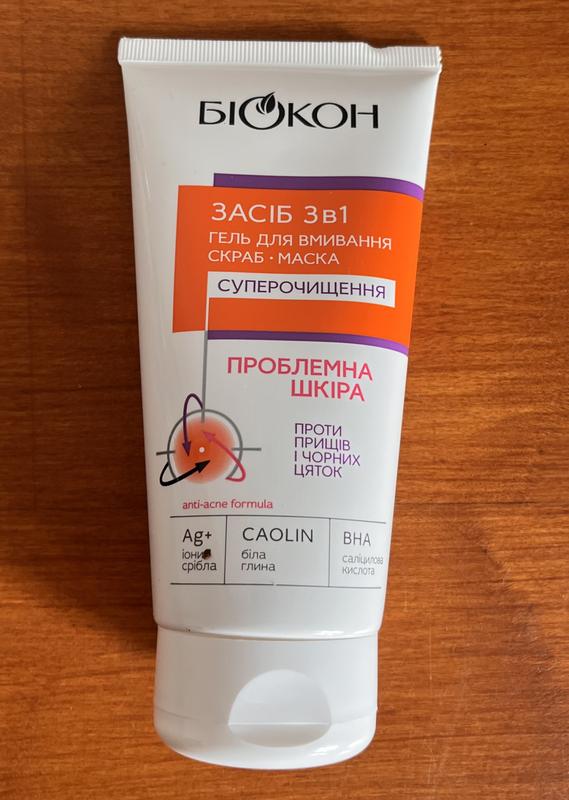 БІОКОН
ЗАСІБ 3в1
ГЕЛЬ ДЛЯ ВМИВАННЯ
СКРАБ · МАСКА
СУПЕРОЧИЩЕННЯ
ПРОБЛЕМНА
ШКІРА
ПРОТИ
ПРИЩІВ
І ЧОРНИХ
ЦЯТОК
anti-acne formula
Ag+
іони
срібла
CAOLIN
біла
глина
BHA
саліцилова
кислота